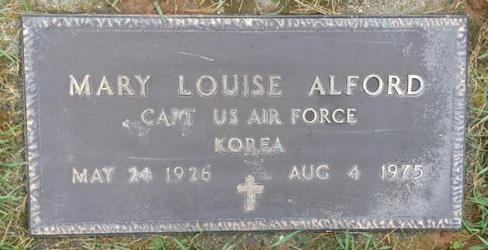 MARY LOUISE ALFORD
CAPT US AIR FORCE
KOREA
MAY 24 1926 AUG 4 1975